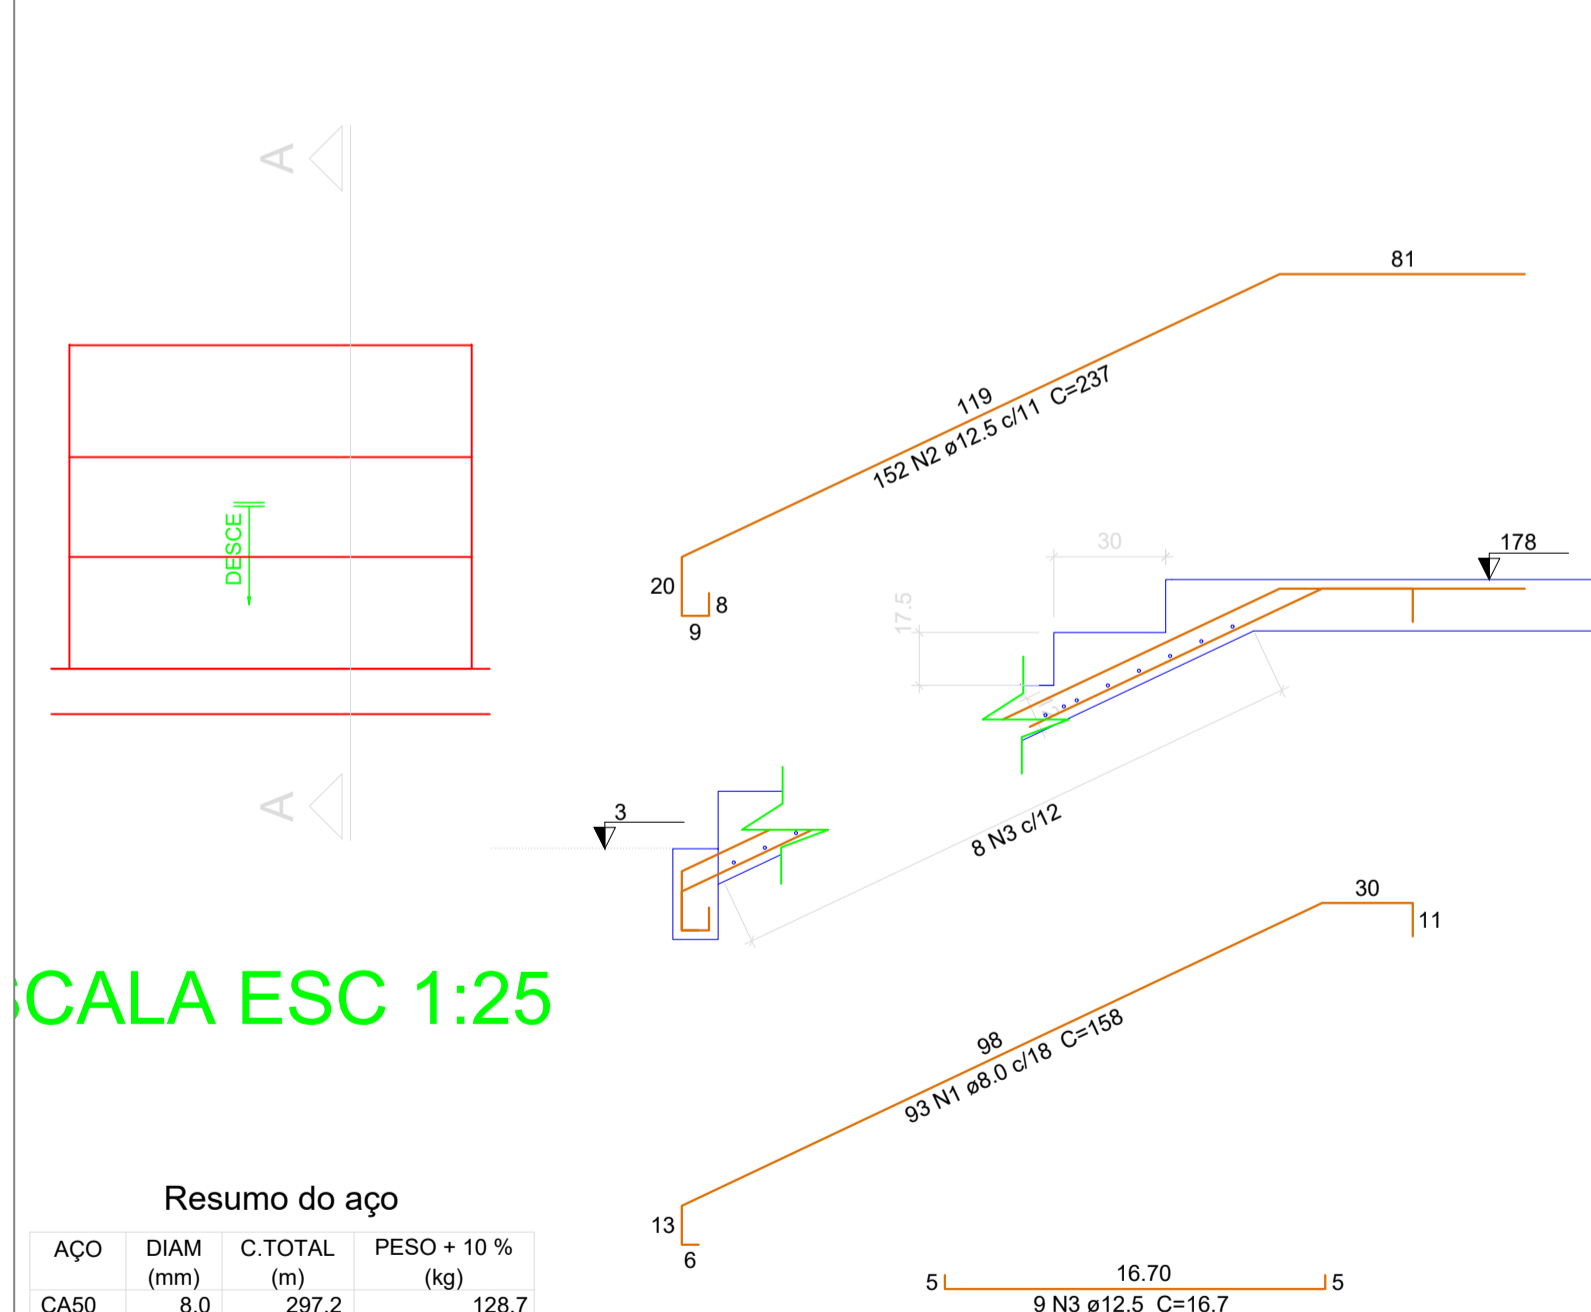 A
81
119
152 N2 ø12.5 c/11 C=237
DESCE
20
8
9
30
178
17.5
3
8 N3 c/12
A
30
11
SCALA ESC 1:25
98
93 N1 ø8.0 c/18 C=158
Resumo do aço
13
6
AÇO DIAM C.TOTAL PESO + 10 %
(mm) (m) (kg)
5 16.70 5
CA50 8.0 297.2 128.7
9 N3 ø12.5 C=16.7